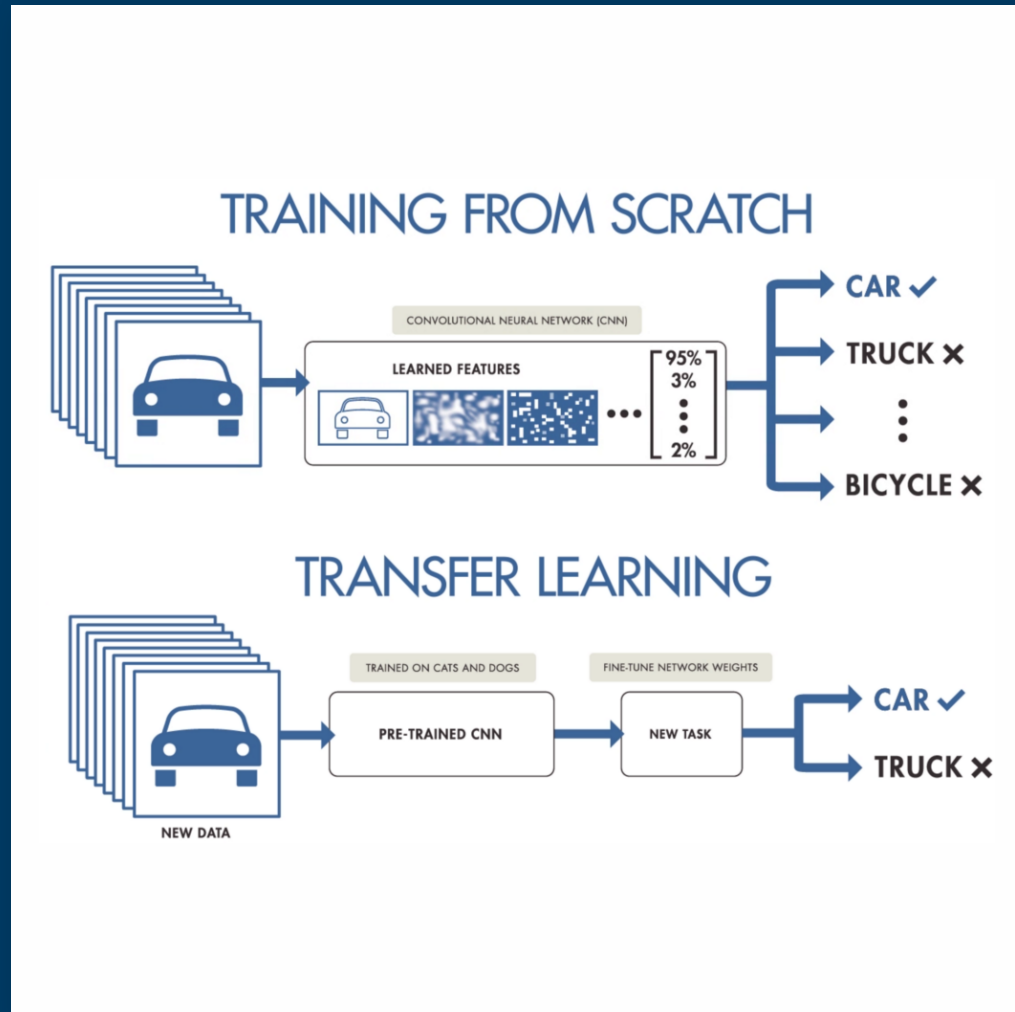 TRAINING FROM SCRATCH
CONVOLUTIONAL NEURAL NETWORK (CNN)
LEARNED FEATURES
95%
3%
2%
CAR ✓
TRUCK ✕
BICYCLE ✕
TRANSFER LEARNING
TRAINED ON CATS AND DOGS
FINE-TUNE NETWORK WEIGHTS
PRE-TRAINED CNN
NEW TASK
CAR ✓
TRUCK ✕
NEW DATA